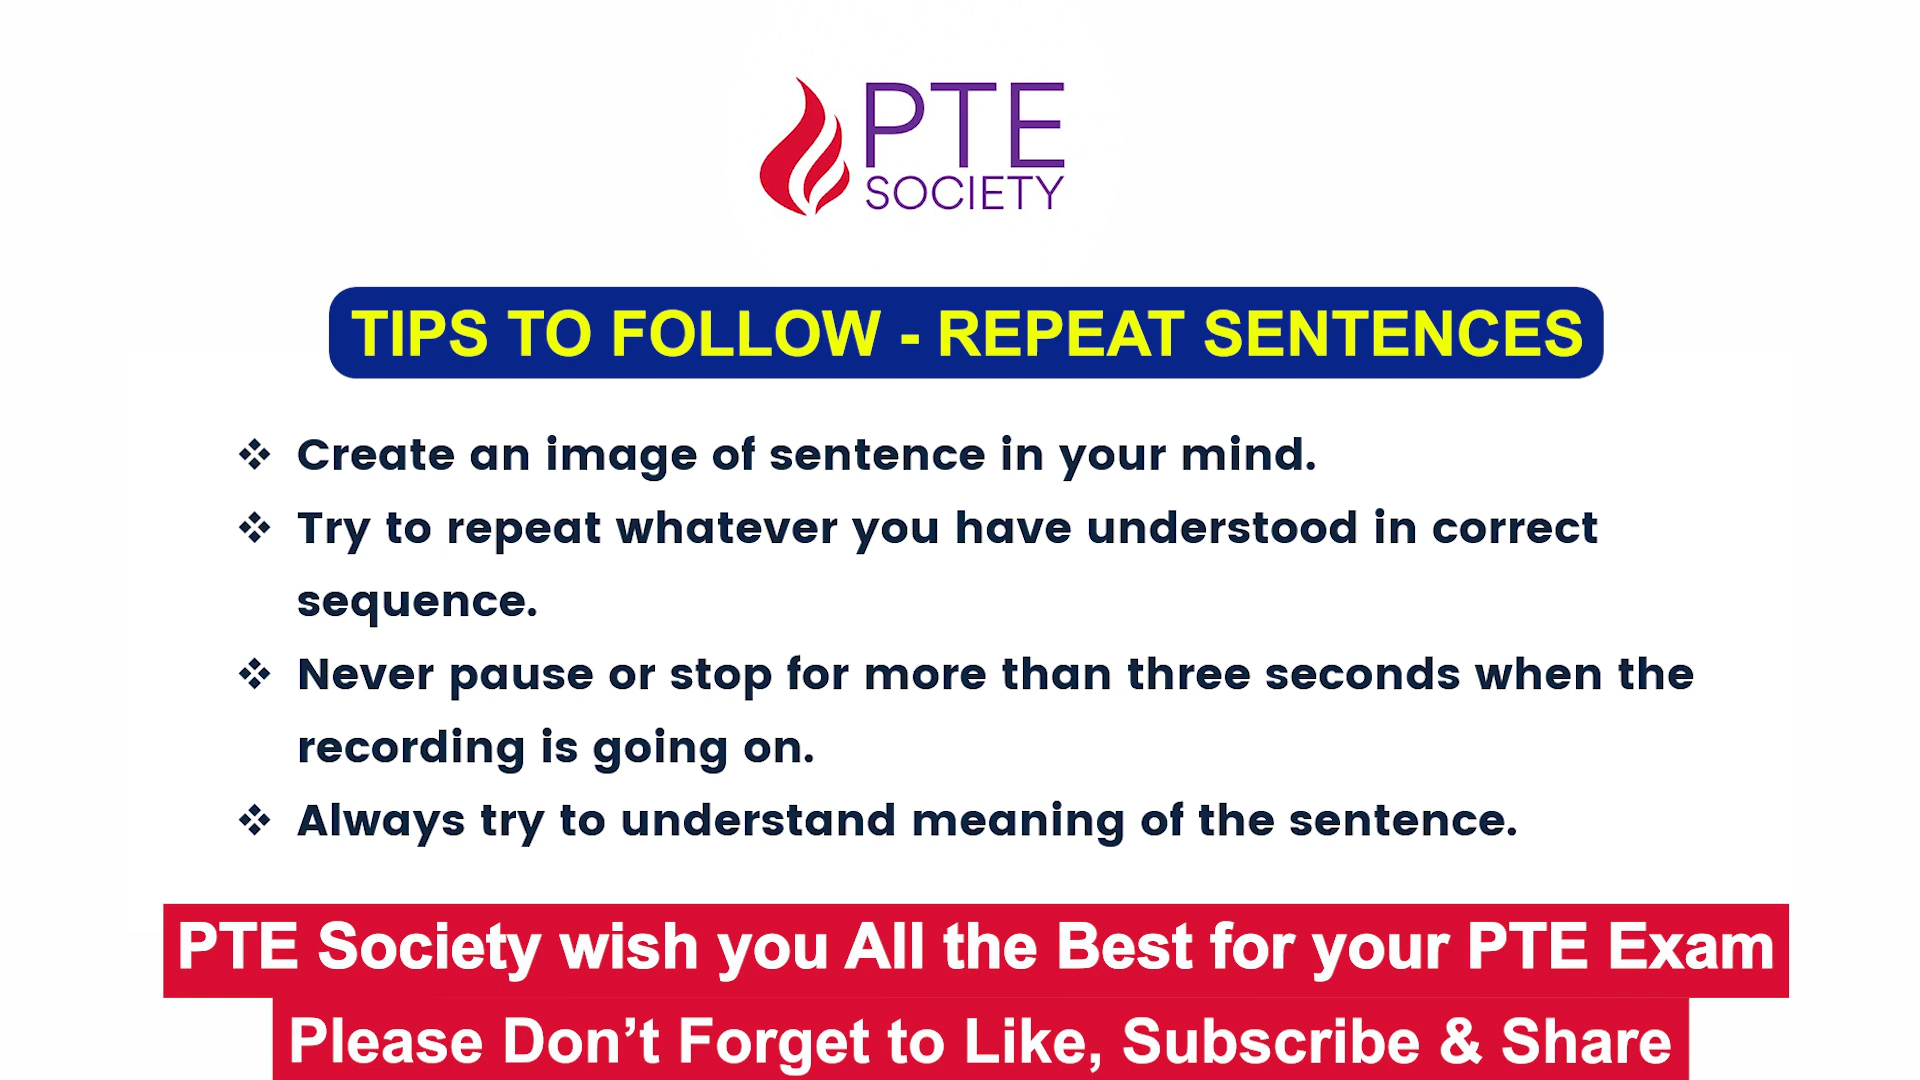 PTE
SOCIETY
TIPS TO FOLLOW - REPEAT SENTENCES
❖ Create an image of sentence in your mind.
❖ Try to repeat whatever you have understood in correct
sequence.
❖ Never pause or stop for more than three seconds when the
recording is going on.
❖ Always try to understand meaning of the sentence.
PTE Society wish you All the Best for your PTE Exam
Please Don’t Forget to Like, Subscribe & Share